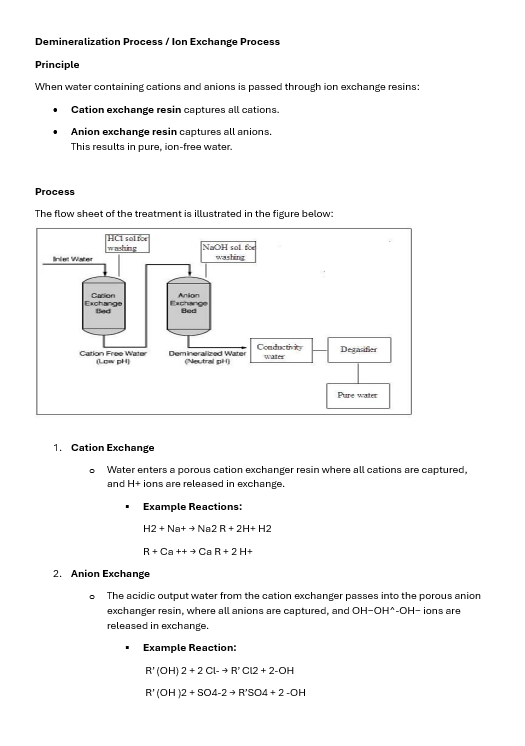 Demineralization Process / Ion Exchange Process
Principle
When water containing cations and anions is passed through ion exchange resins:
• Cation exchange resin captures all cations.
• Anion exchange resin captures all anions.
This results in pure, ion-free water.
Process
The flow sheet of the treatment is illustrated in the figure below:
HCl sol for
washing
NaOH sol. for
washing
Inlet Water
Cation
Exchange
Bed
Anion
Exchange
Bed
Cation Free Water
(Low pH)
Demineralized Water
(Neutral pH)
Conductivity
water
Degasifier
Pure water
1. Cation Exchange
o Water enters a porous cation exchanger resin where all cations are captured,
and H+ ions are released in exchange.
▪ Example Reactions:
H2 + Na+ → Na2 R + 2H+ H2
R + Ca ++ → Ca R + 2 H+
2. Anion Exchange
o The acidic output water from the cation exchanger passes into the porous anion
exchanger resin, where all anions are captured, and OH−OH^-OH− ions are
released in exchange.
▪ Example Reaction:
R’ (OH) 2 + 2 Cl- → R’ Cl2 + 2-OH
R’ (OH )2 + SO4-2 → R’SO4 + 2 -OH